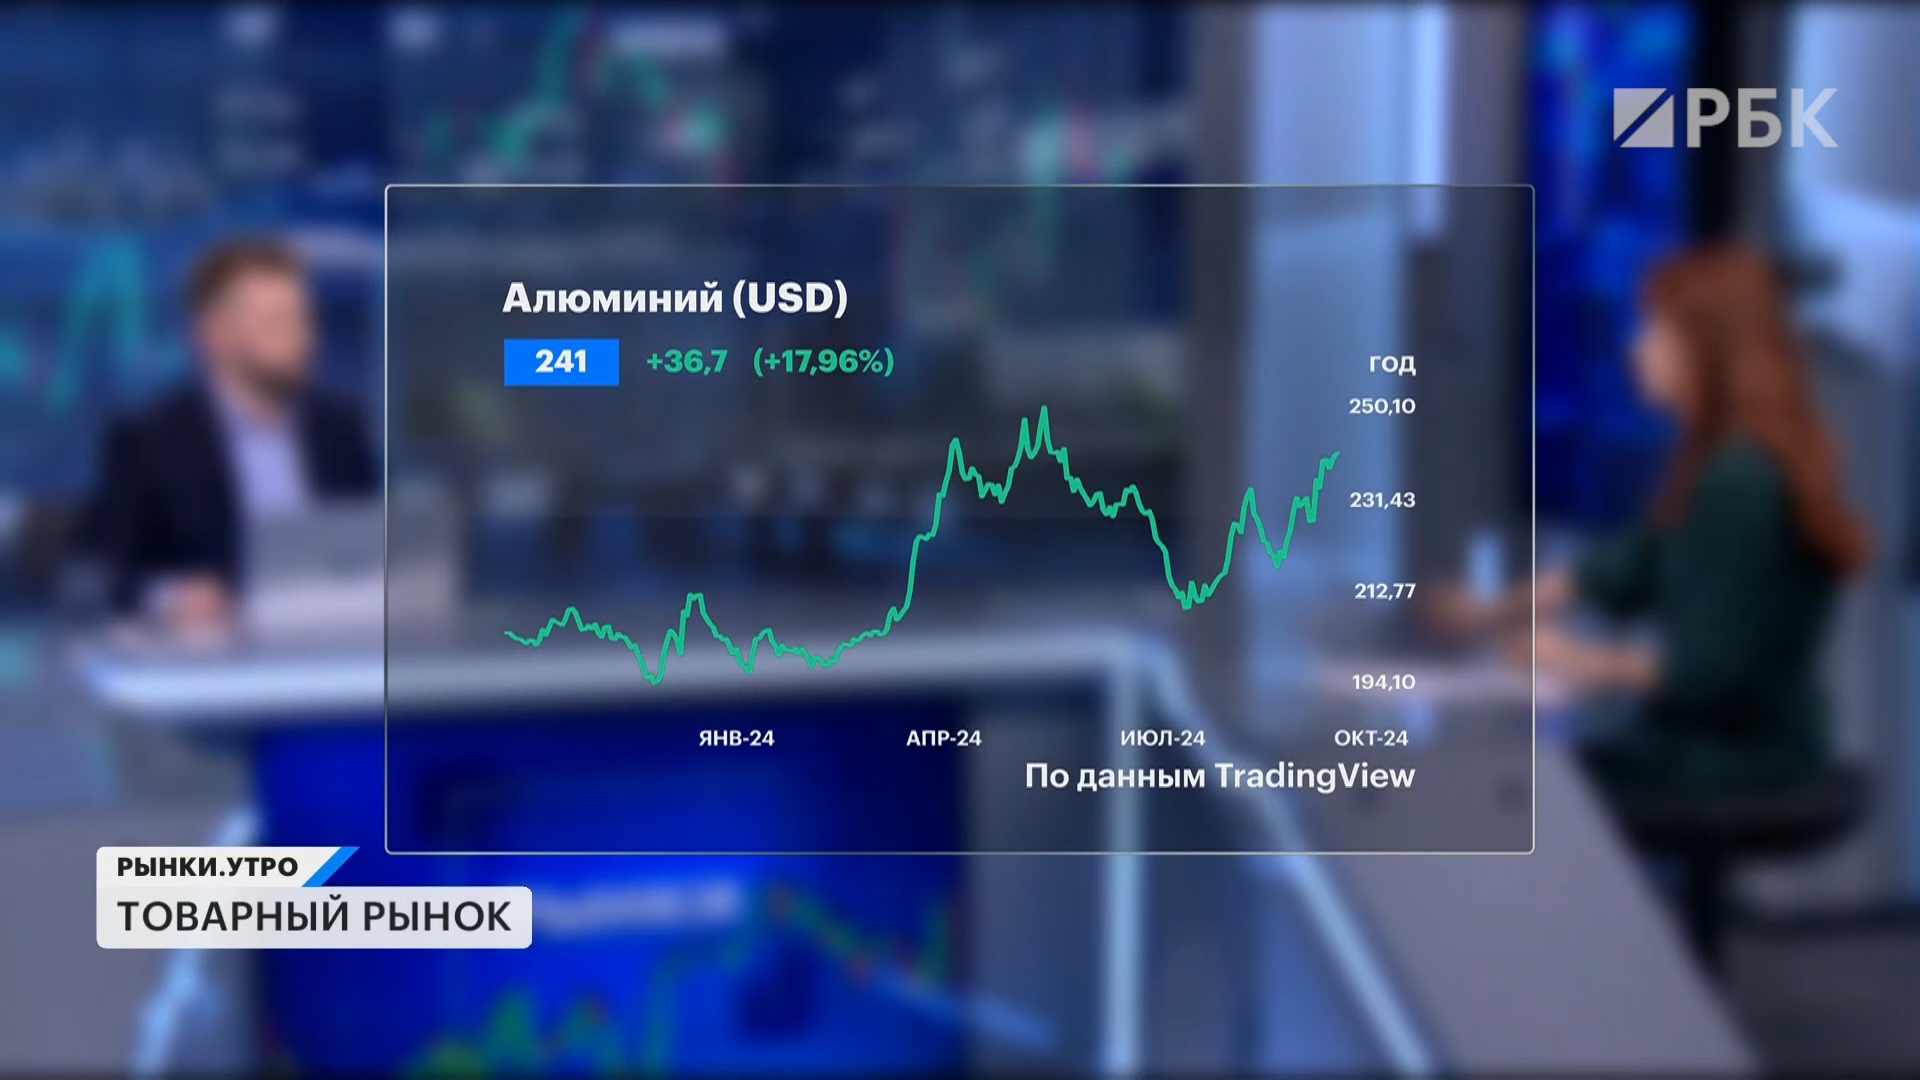 РБК
Алюминий (USD)
241 +36,7 (+17,96%)
ГОД
250,10
231,43
212,77
194,10
ЯНВ-24 АПР-24 ИЮЛ-24 ОКТ-24
По данным TradingView
РЫНКИ.УТРО
ТОВАРНЫЙ РЫНОК